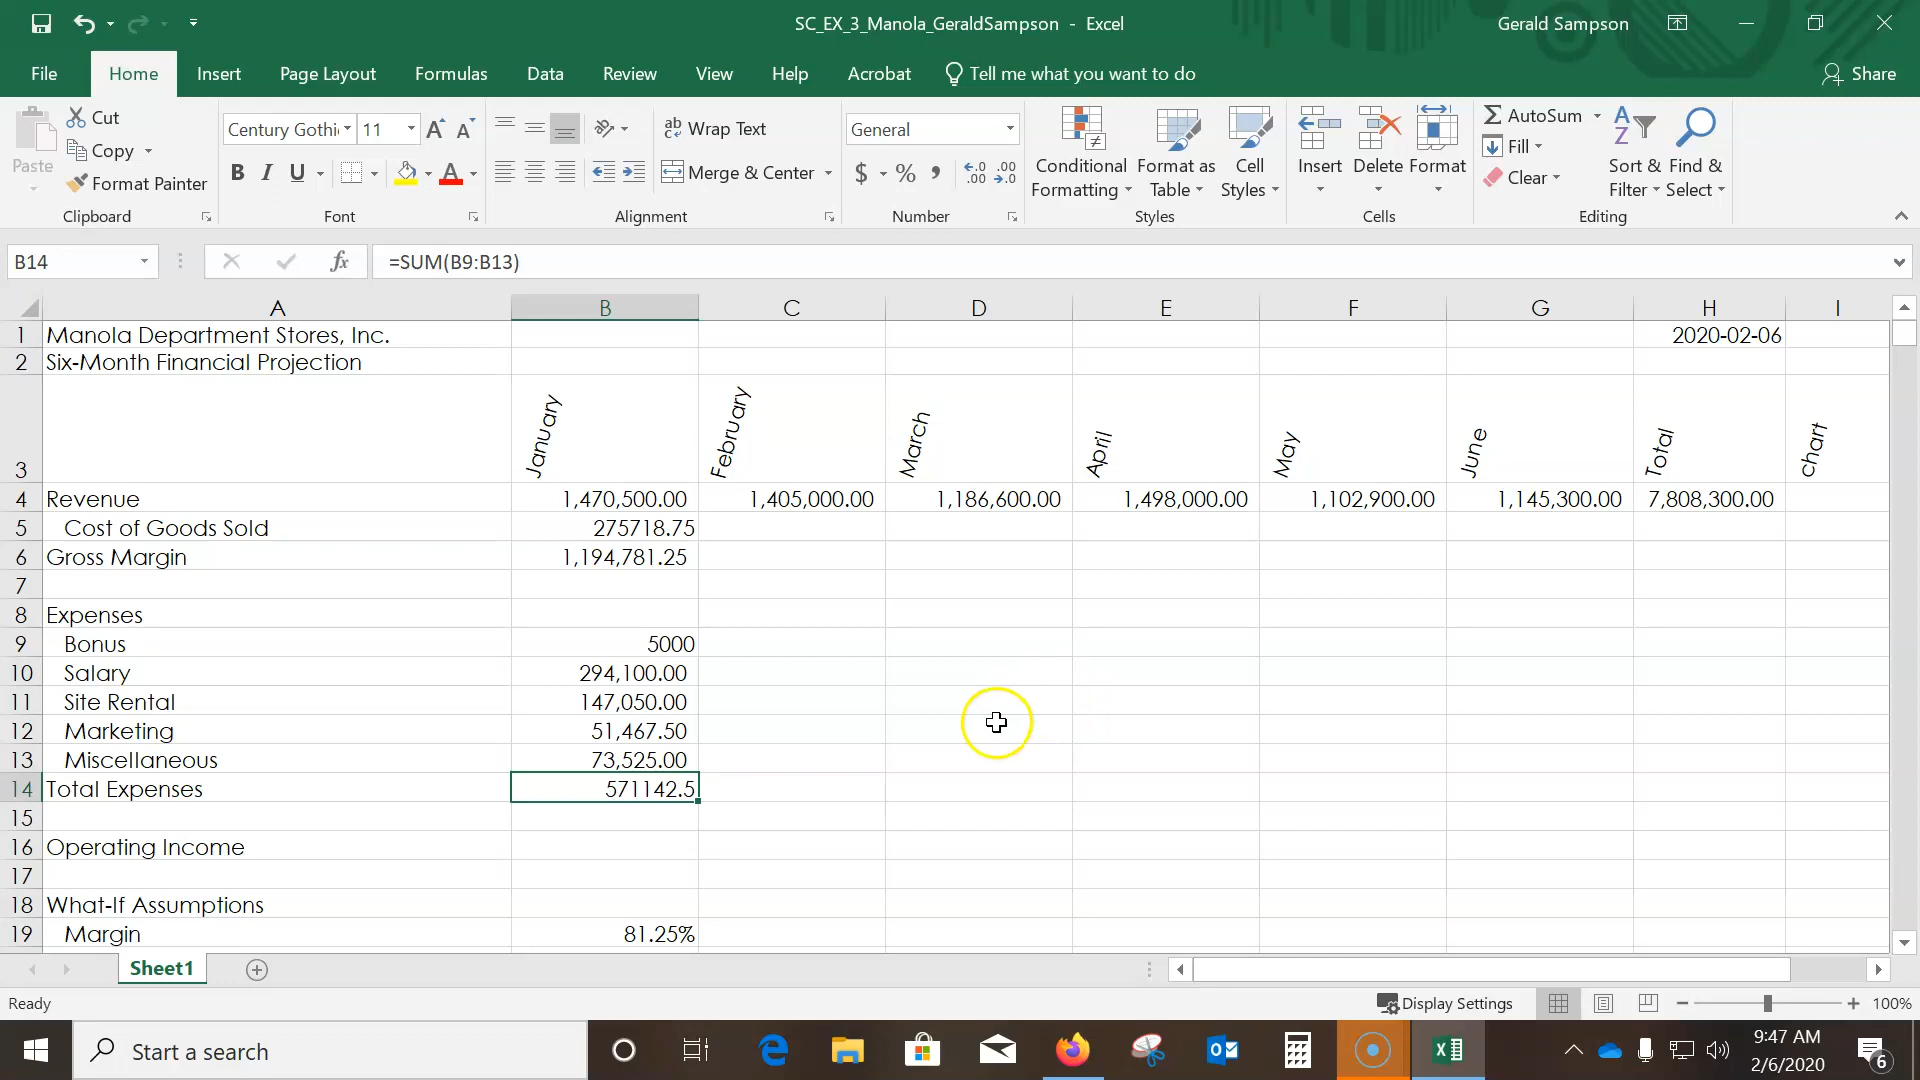 SC_EX_3_Manola_GeraldSampson - Excel
Gerald Sampson
File Home Insert Page Layout Formulas Data Review View Help Acrobat Tell me what you want to do Share
Paste
Cut
Copy
Format Painter
Clipboard
Century Gothi 11
B I U
Font
Wrap Text
Merge & Center
Alignment
General
$ %
Number
Conditional Formatting
Format as Table
Cell Styles
Styles
Insert Delete Format
Cells
AutoSum
Fill
Clear
Sort & Filter
Find & Select
Editing
B14 fx =SUM(B9:B13)
A B C D E F G H I
1 Manola Department Stores, Inc. 2020-02-06
2 Six-Month Financial Projection
3 January February March April May June Total chart
4 Revenue 1,470,500.00 1,405,000.00 1,186,600.00 1,498,000.00 1,102,900.00 1,145,300.00 7,808,300.00
5 Cost of Goods Sold 275718.75
6 Gross Margin 1,194,781.25
7
8 Expenses
9 Bonus 5000
10 Salary 294,100.00
11 Site Rental 147,050.00
12 Marketing 51,467.50
13 Miscellaneous 73,525.00
14 Total Expenses 571142.5
15
16 Operating Income
17
18 What-If Assumptions
19 Margin 81.25%
Sheet1
Ready Display Settings 100%
Start a search
9:47 AM
2/6/2020
6